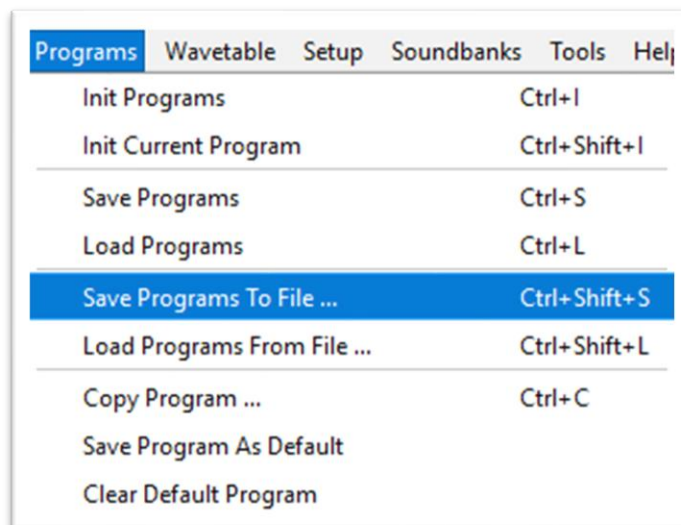 Programs Wavetable Setup Soundbanks Tools
Init Programs Ctrl+I
Init Current Program Ctrl+Shift+I
Save Programs Ctrl+S
Load Programs Ctrl+L
Save Programs To File ... Ctrl+Shift+S
Load Programs From File ... Ctrl+Shift+L
Copy Program ... Ctrl+C
Save Program As Default
Clear Default Program